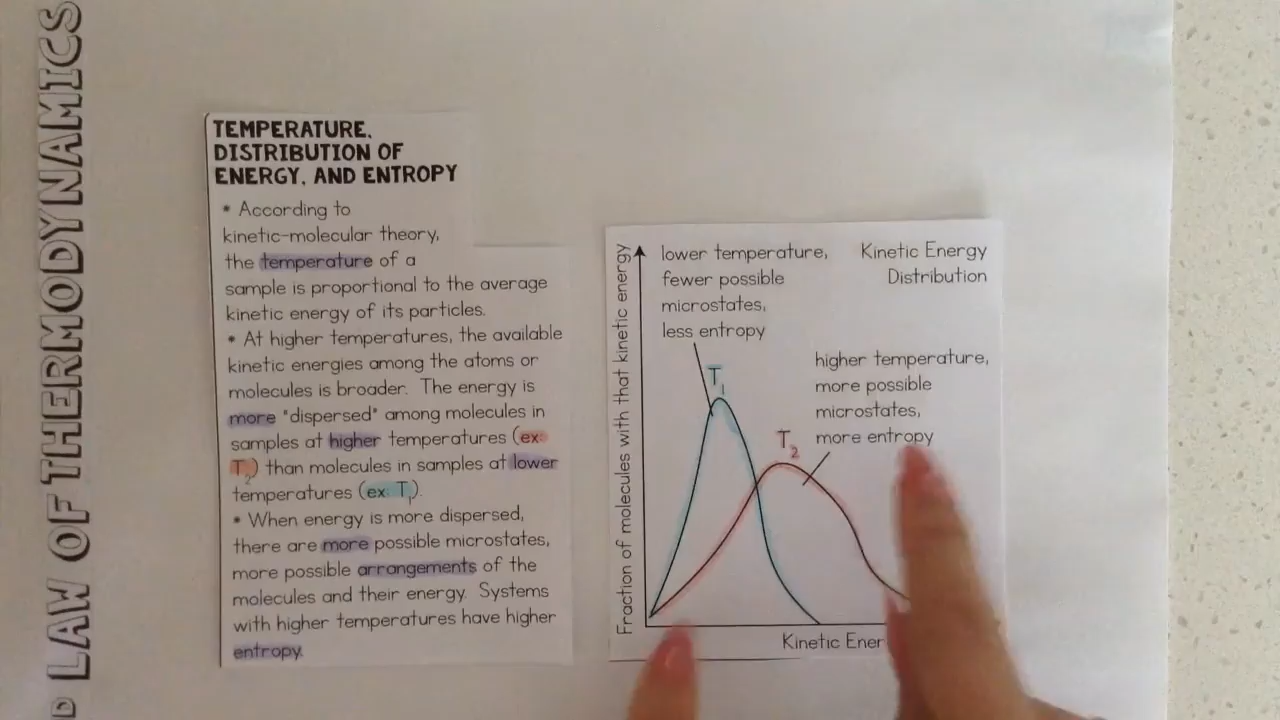 D LAW OF THERMODYNAMICS
TEMPERATURE,
DISTRIBUTION OF
ENERGY, AND ENTROPY
* According to
kinetic-molecular theory,
the temperature of a
sample is proportional to the average
kinetic energy of its particles.
* At higher temperatures, the available
kinetic energies among the atoms or
molecules is broader. The energy is
more "dispersed" among molecules in
samples at higher temperatures (ex:
T2) than molecules in samples at lower
temperatures (ex: T1).
* When energy is more dispersed,
there are more possible microstates,
more possible arrangements of the
molecules and their energy. Systems
with higher temperatures have higher
entropy.
Fraction of molecules with that kinetic energy
lower temperature,
fewer possible
microstates,
less entropy
Kinetic Energy
Distribution
higher temperature,
more possible
microstates,
more entropy
T1
T2
Kinetic Ener